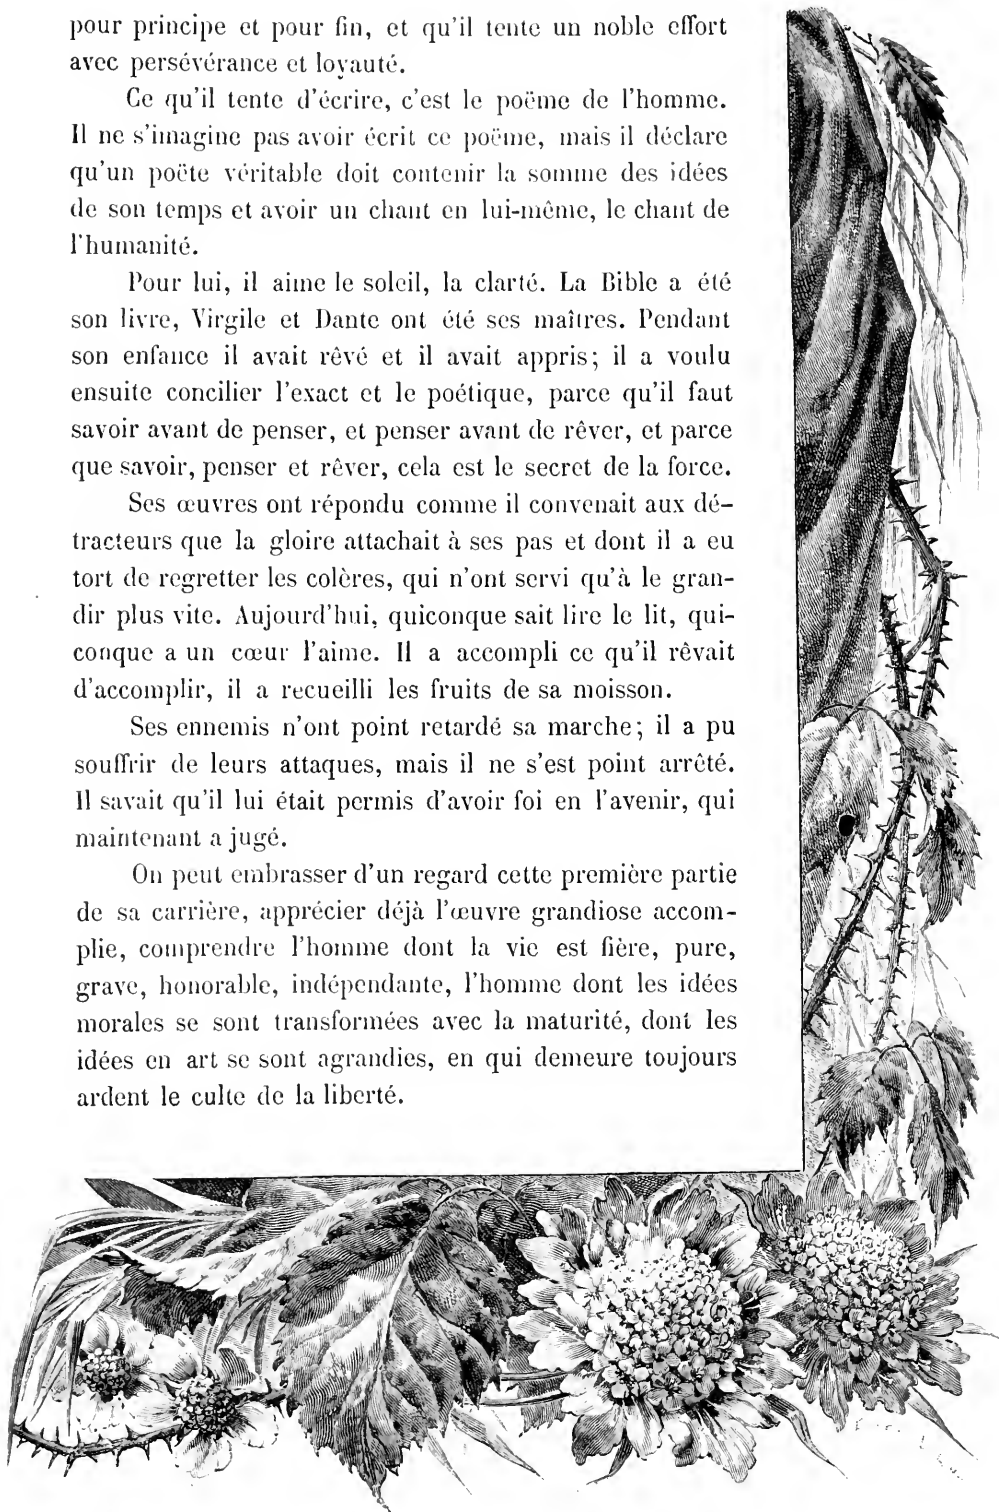 pour principe et pour fin, et qu'il tente un noble effort
avec persévérance et loyauté.
Ce qu'il tente d'écrire, c'est le poëme de l'homme.
Il ne s'imagine pas avoir écrit ce poëme, mais il déclare
qu'un poëte véritable doit contenir la somme des idées
de son temps et avoir un chant en lui-même, le chant de
l'humanité.
Pour lui, il aime le soleil, la clarté. La Bible a été
son livre, Virgile et Dante ont été ses maîtres. Pendant
son enfance il avait rêvé et il avait appris; il a voulu
ensuite concilier l'exact et le poétique, parce qu'il faut
savoir avant de penser, et penser avant de rêver, et parce
que savoir, penser et rêver, cela est le secret de la force.
Ses œuvres ont répondu comme il convenait aux dé-
tracteurs que la gloire attachait à ses pas et dont il a eu
tort de regretter les colères, qui n'ont servi qu'à le gran-
dir plus vite. Aujourd'hui, quiconque sait lire le lit, qui-
conque a un cœur l'aime. Il a accompli ce qu'il rêvait
d'accomplir, il a recueilli les fruits de sa moisson.
Ses ennemis n'ont point retardé sa marche; il a pu
souffrir de leurs attaques, mais il ne s'est point arrêté.
Il savait qu'il lui était permis d'avoir foi en l'avenir, qui
maintenant a jugé.
On peut embrasser d'un regard cette première partie
de sa carrière, apprécier déjà l'œuvre grandiose accom-
plie, comprendre l'homme dont la vie est fière, pure,
grave, honorable, indépendante, l'homme dont les idées
morales se sont transformées avec la maturité, dont les
idées en art se sont agrandies, en qui demeure toujours
ardent le culte de la liberté.